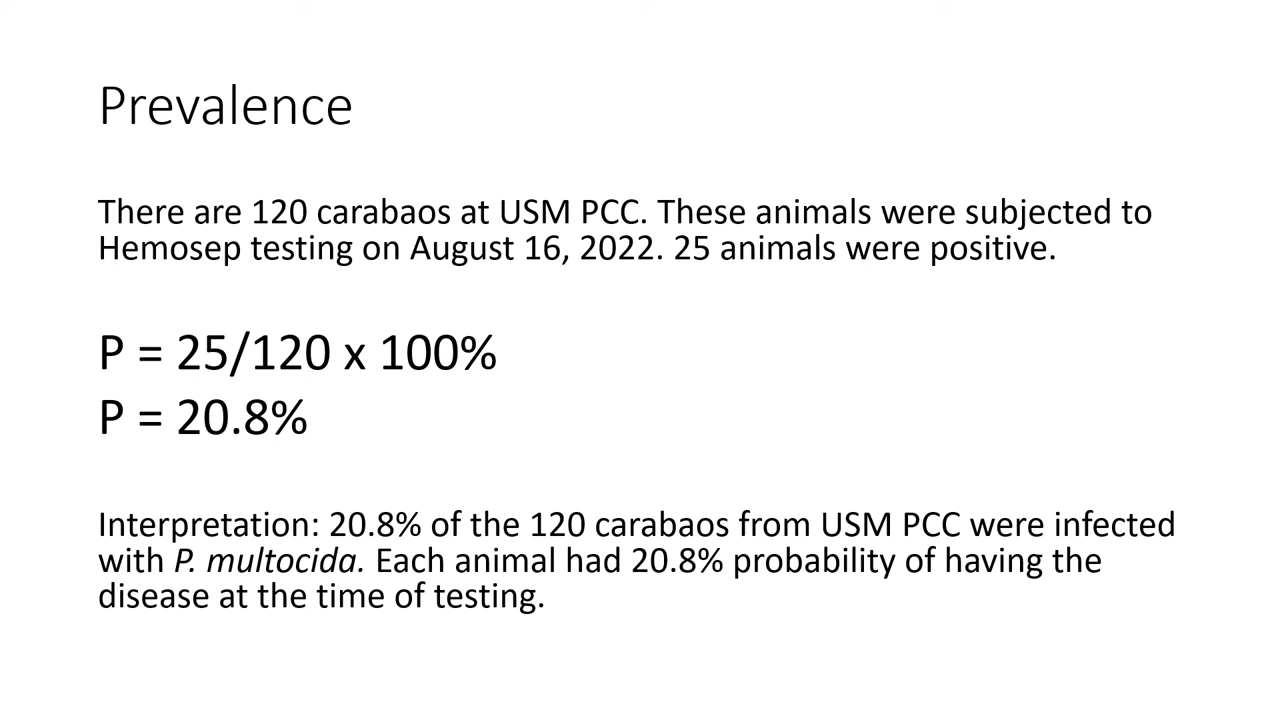 Prevalence
There are 120 carabaos at USM PCC. These animals were subjected to
Hemosep testing on August 16, 2022. 25 animals were positive.
P = 25/120 x 100%
P = 20.8%
Interpretation: 20.8% of the 120 carabaos from USM PCC were infected
with P. multocida. Each animal had 20.8% probability of having the
disease at the time of testing.